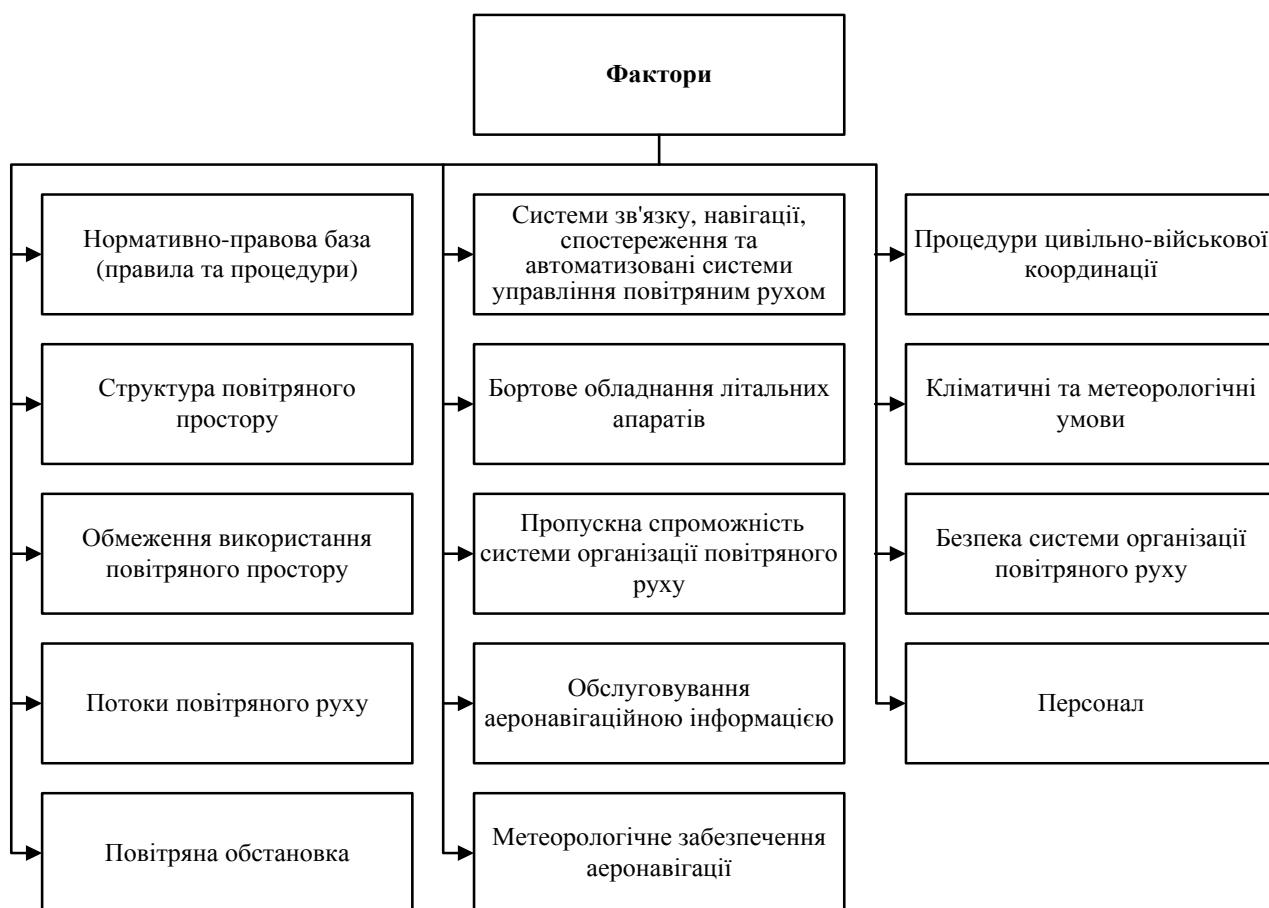 Фактори
Нормативно-правова база
(правила та процедури)
Структура повітряного
простору
Обмеження використання
повітряного простору
Потоки повітряного руху
Повітряна обстановка
Системи зв'язку, навігації,
спостереження та
автоматизовані системи
управління повітряним рухом
Бортове обладнання літальних
апаратів
Пропускна спроможність
системи організації повітряного
руху
Обслуговування
аеронавігаційною інформацією
Метеорологічне забезпечення
аеронавігації
Процедури цивільно-військової
координації
Кліматичні та метеорологічні
умови
Безпека системи організації
повітряного руху
Персонал